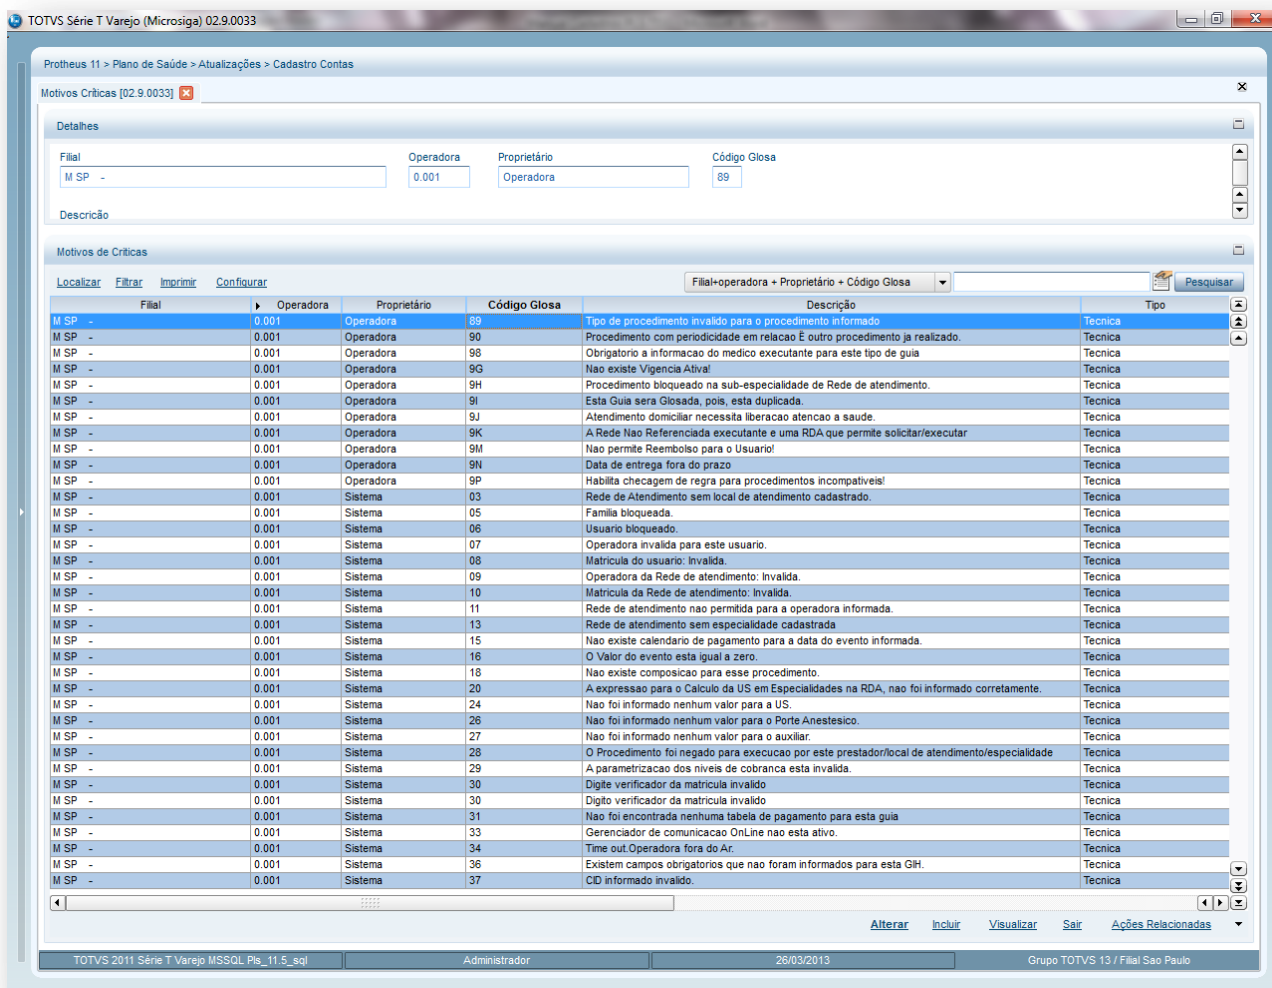 TOTVS Série T Varejo (Microsiga) 02.9.0033
Protheus 11 > Plano de Saúde > Atualizações > Cadastro Contas
Motivos Críticas [02.9.0033]
Detalhes
Filial Operadora Proprietário Código Glosa
M SP - 0.001 Operadora 89
Descrição
Motivos de Críticas
Localizar Filtrar Imprimir Configurar Filial+operadora + Proprietário + Código Glosa Pesquisar
Filial Operadora Proprietário Código Glosa Descrição Tipo
M SP - 0.001 Operadora 89 Tipo de procedimento invalido para o procedimento informado Tecnica
M SP - 0.001 Operadora 90 Procedimento com periodicidade em relacao Ë outro procedimento ja realizado. Tecnica
M SP - 0.001 Operadora 98 Obrigatorio a informacao do medico executante para este tipo de guia Tecnica
M SP - 0.001 Operadora 9G Nao existe Vigencia Ativa! Tecnica
M SP - 0.001 Operadora 9H Procedimento bloqueado na sub-especialidade de Rede de atendimento. Tecnica
M SP - 0.001 Operadora 9I Esta Guia sera Glosada, pois, esta duplicada. Tecnica
M SP - 0.001 Operadora 9J Atendimento domiciliar necessita liberacao atencao a saude. Tecnica
M SP - 0.001 Operadora 9K A Rede Nao Referenciada executante e uma RDA que permite solicitar/executar Tecnica
M SP - 0.001 Operadora 9M Nao permite Reembolso para o Usuario! Tecnica
M SP - 0.001 Operadora 9N Data de entrega fora do prazo Tecnica
M SP - 0.001 Operadora 9P Habilita checagem de regra para procedimentos incompativeis! Tecnica
M SP - 0.001 Sistema 03 Rede de Atendimento sem local de atendimento cadastrado. Tecnica
M SP - 0.001 Sistema 05 Familia bloqueada. Tecnica
M SP - 0.001 Sistema 06 Usuario bloqueado. Tecnica
M SP - 0.001 Sistema 07 Operadora invalida para este usuario. Tecnica
M SP - 0.001 Sistema 08 Matricula do usuario: Invalida. Tecnica
M SP - 0.001 Sistema 09 Operadora da Rede de atendimento: Invalida. Tecnica
M SP - 0.001 Sistema 10 Matricula da Rede de atendimento: Invalida. Tecnica
M SP - 0.001 Sistema 11 Rede de atendimento nao permitida para a operadora informada. Tecnica
M SP - 0.001 Sistema 13 Rede de atendimento sem especialidade cadastrada Tecnica
M SP - 0.001 Sistema 15 Nao existe calendario de pagamento para a data do evento informada. Tecnica
M SP - 0.001 Sistema 16 O Valor do evento esta igual a zero. Tecnica
M SP - 0.001 Sistema 18 Nao existe composicao para esse procedimento. Tecnica
M SP - 0.001 Sistema 20 A expressao para o Calculo da US em Especialidades na RDA, nao foi informado corretamente. Tecnica
M SP - 0.001 Sistema 24 Nao foi informado nenhum valor para a US. Tecnica
M SP - 0.001 Sistema 26 Nao foi informado nenhum valor para o Porte Anestesico. Tecnica
M SP - 0.001 Sistema 27 Nao foi informado nenhum valor para o auxiliar. Tecnica
M SP - 0.001 Sistema 28 O Procedimento foi negado para execucao por este prestador/local de atendimento/especialidade Tecnica
M SP - 0.001 Sistema 29 A parametrizacao dos niveis de cobranca esta invalida. Tecnica
M SP - 0.001 Sistema 30 Digite verificador da matricula invalido Tecnica
M SP - 0.001 Sistema 30 Digito verificador da matricula invalido Tecnica
M SP - 0.001 Sistema 31 Nao foi encontrada nenhuma tabela de pagamento para esta guia Tecnica
M SP - 0.001 Sistema 33 Gerenciador de comunicacao OnLine nao esta ativo. Tecnica
M SP - 0.001 Sistema 34 Time out.Operadora fora do Ar. Tecnica
M SP - 0.001 Sistema 36 Existem campos obrigatorios que nao foram informados para esta GIH. Tecnica
M SP - 0.001 Sistema 37 CID informado invalido. Tecnica
Alterar Incluir Visualizar Sair Ações Relacionadas
TOTVS 2011 Série T Varejo MSSQL Pls_11.5_sql Administrador 26/03/2013 Grupo TOTVS 13 / Filial Sao Paulo